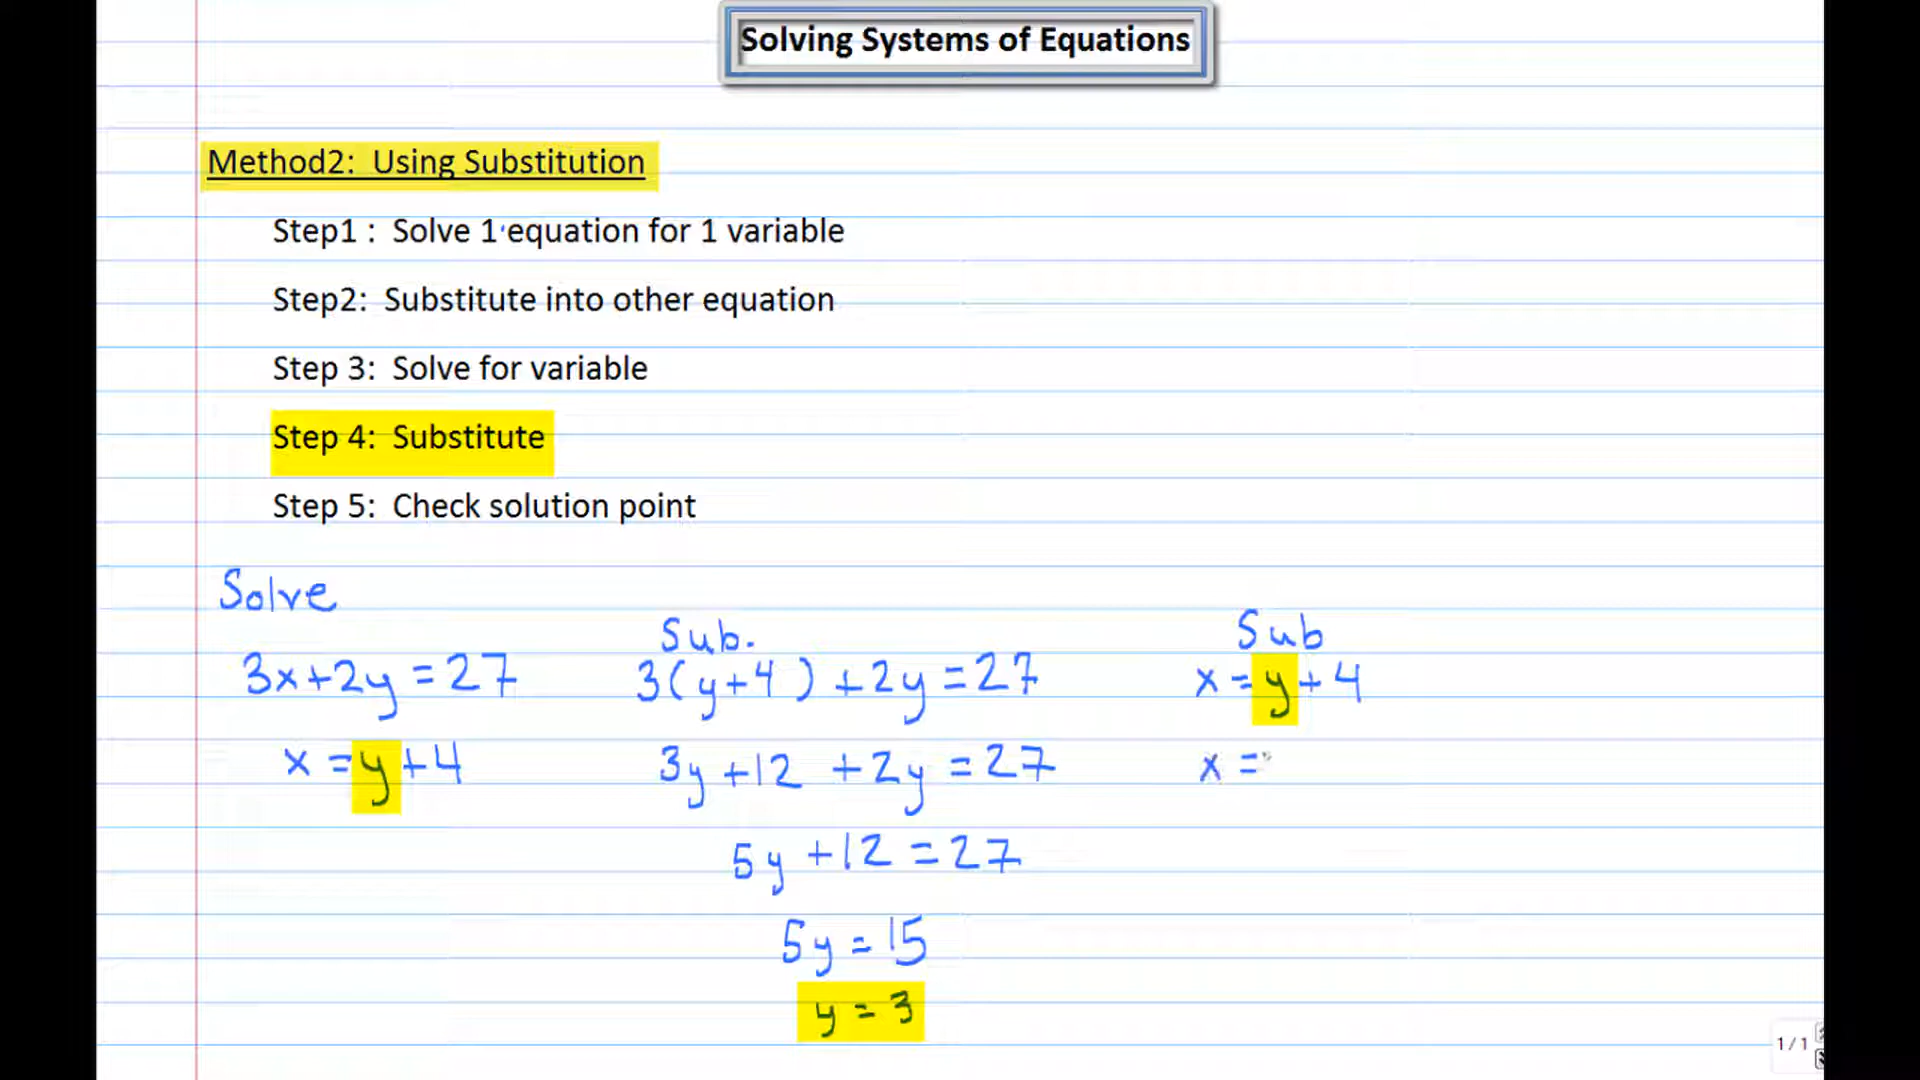 Solving Systems of Equations
Method2: Using Substitution
Step1 : Solve 1 equation for 1 variable
Step2: Substitute into other equation
Step 3: Solve for variable
Step 4: Substitute
Step 5: Check solution point
Solve
3x+2y=27
x=y+4
Sub.
3(y+4)+2y=27
3y+12+2y=27
5y+12=27
5y=15
y=3
Sub
x=y+4
x=
1/1